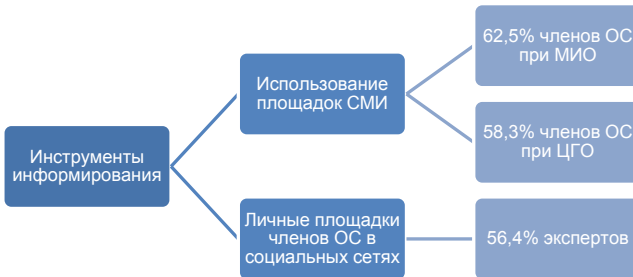 Инструменты
информирования
Использование
площадок СМИ
62,5% членов ОС
при МИО
58,3% членов ОС
при ЦГО
Личные площадки
членов ОС в
социальных сетях
56,4% экспертов